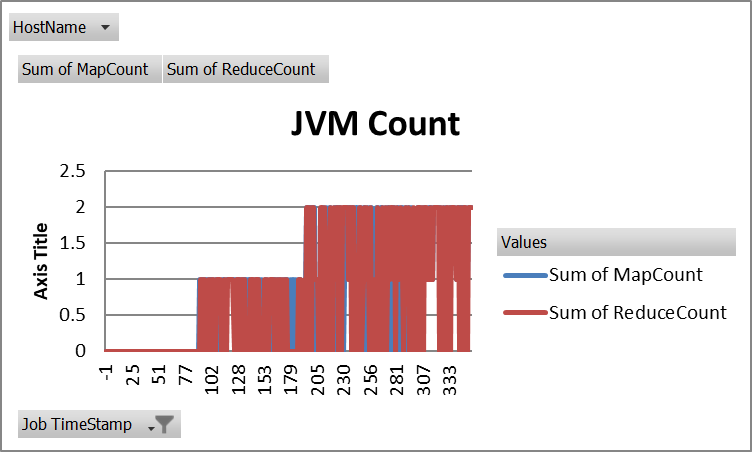 HostName
Sum of MapCount Sum of ReduceCount
JVM Count
2.5
2
1.5
1
0.5
0
Axis Title
-1 25 51 77 102 128 153 179 205 230 256 281 307 333
Values
Sum of MapCount
Sum of ReduceCount
Job TimeStamp